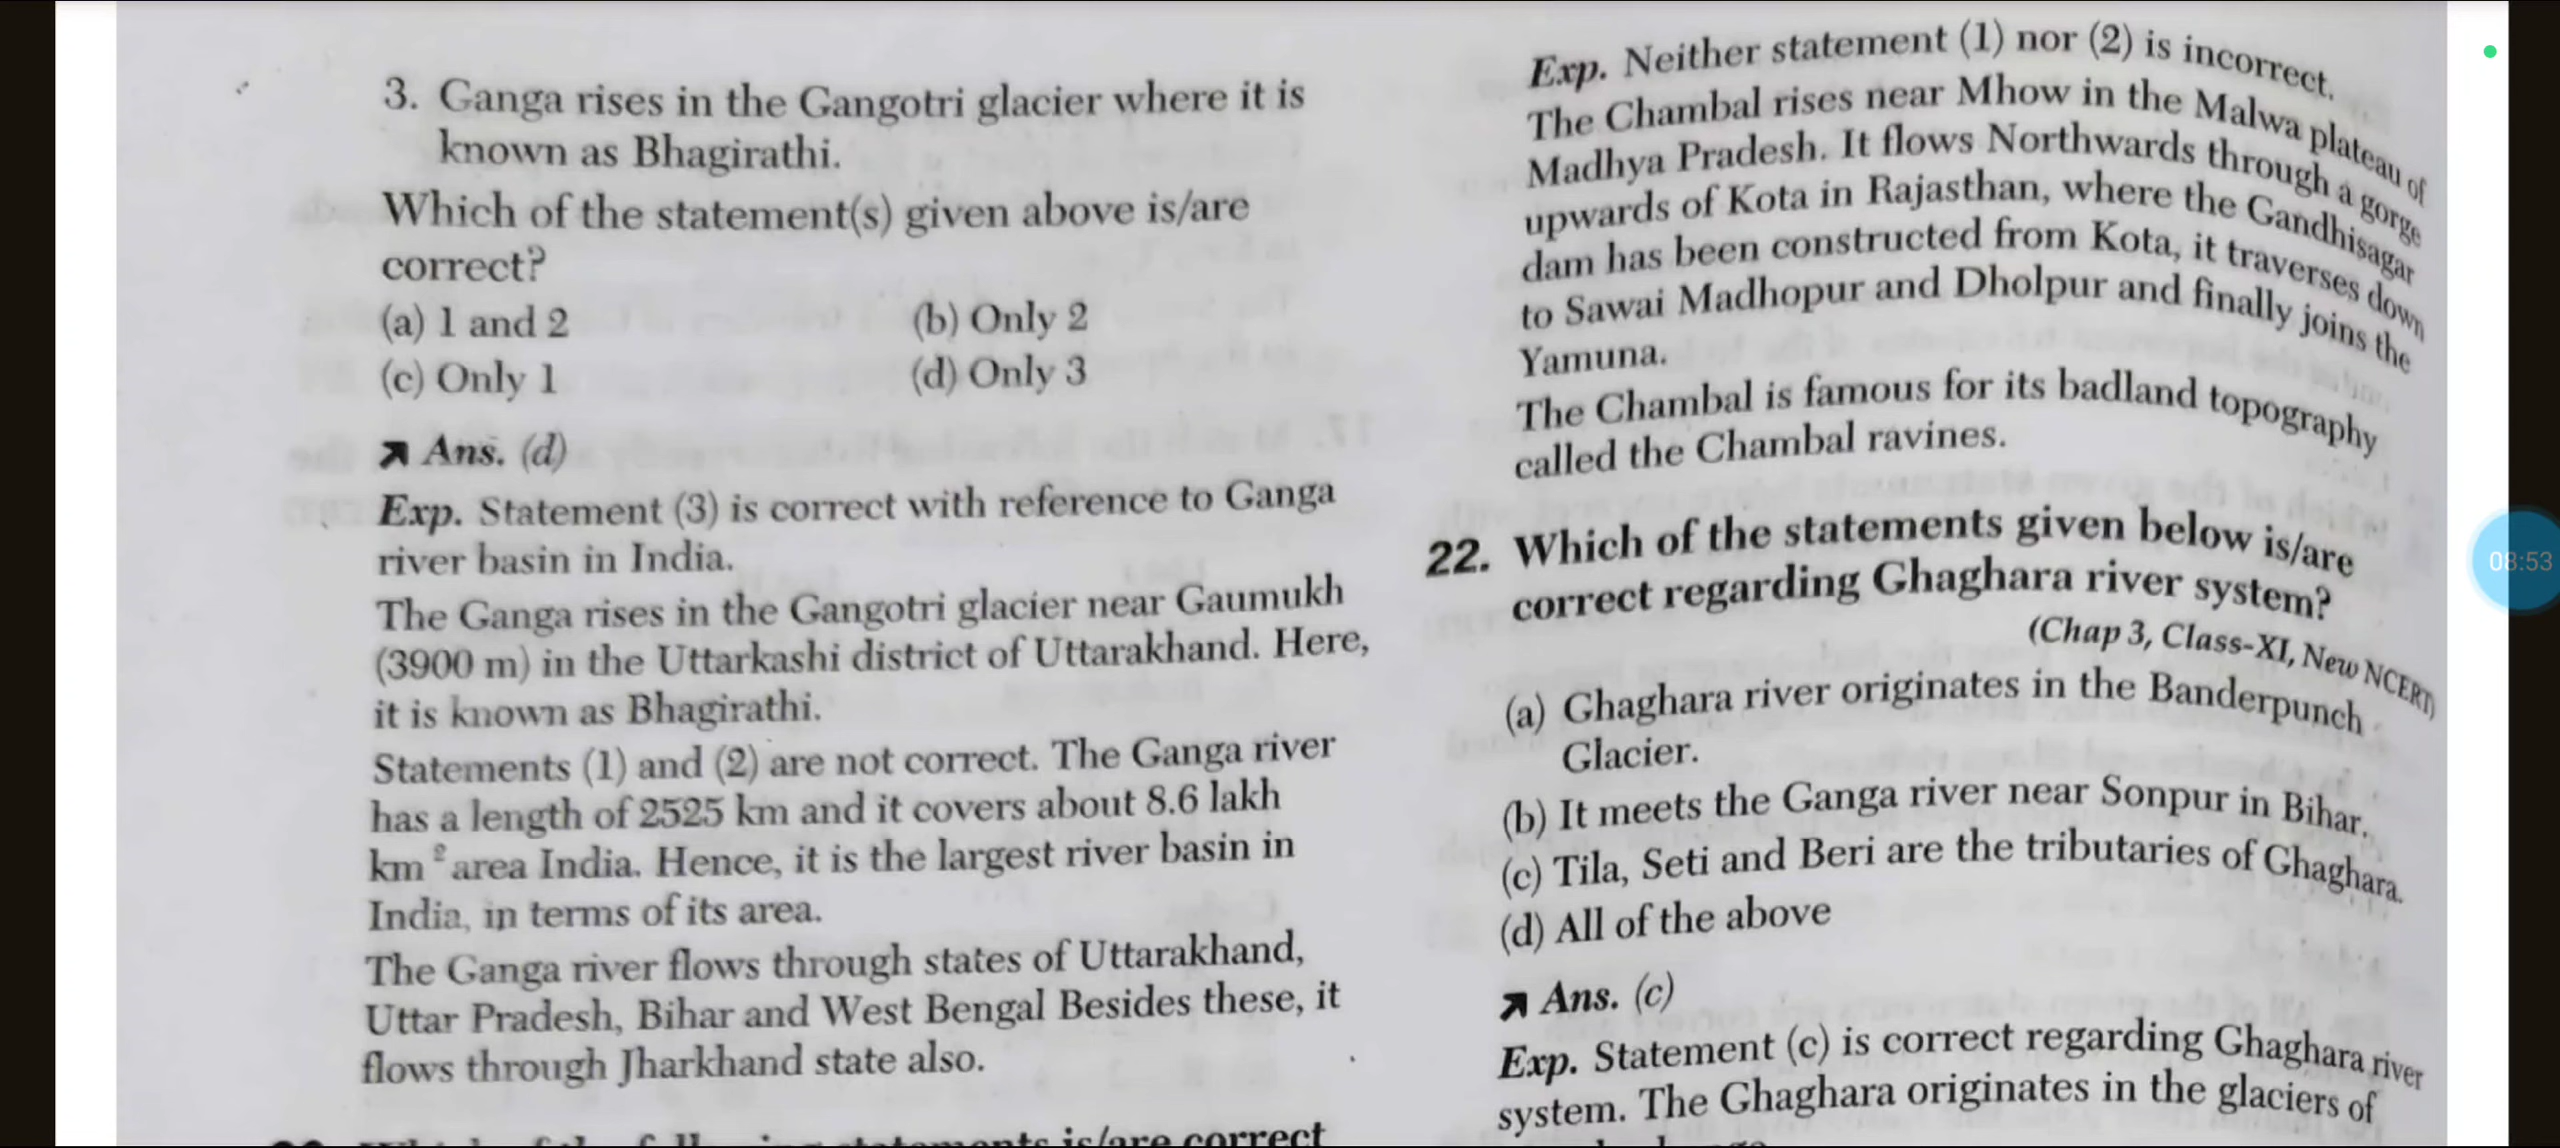 3. Ganga rises in the Gangotri glacier where it is
known as Bhagirathi.
Which of the statement(s) given above is/are
correct?
(a) 1 and 2
(b) Only 2
(c) Only 1
(d) Only 3
Ans. (d)
Exp. Statement (3) is correct with reference to Ganga
river basin in India.
The Ganga rises in the Gangotri glacier near Gaumukh
(3900 m) in the Uttarkashi district of Uttarakhand. Here,
it is known as Bhagirathi.
Statements (1) and (2) are not correct. The Ganga river
has a length of 2525 km and it covers about 8.6 lakh
km² area India. Hence, it is the largest river basin in
India, in terms of its area.
The Ganga river flows through states of Uttarakhand,
Uttar Pradesh, Bihar and West Bengal Besides these, it
flows through Jharkhand state also.
statements is/are correct
Exp. Neither statement (1) nor (2) is incorrect.
The Chambal rises near Mhow in the Malwa plateau of
Madhya Pradesh. It flows Northwards through a gorge
upwards of Kota in Rajasthan, where the Gandhisagar
dam has been constructed from Kota, it traverses down
to Sawai Madhopur and Dholpur and finally joins the
Yamuna.
The Chambal is famous for its badland topography
called the Chambal ravines.
22. Which of the statements given below is/are
correct regarding Ghaghara river system?
(Chap 3, Class-XI, New NCERT)
(a) Ghaghara river originates in the Banderpunch
Glacier.
(b) It meets the Ganga river near Sonpur in Bihar.
(c) Tila, Seti and Beri are the tributaries of Ghaghara.
(d) All of the above
Ans. (c)
Exp. Statement (c) is correct regarding Ghaghara river
system. The Ghaghara originates in the glaciers of
08:53